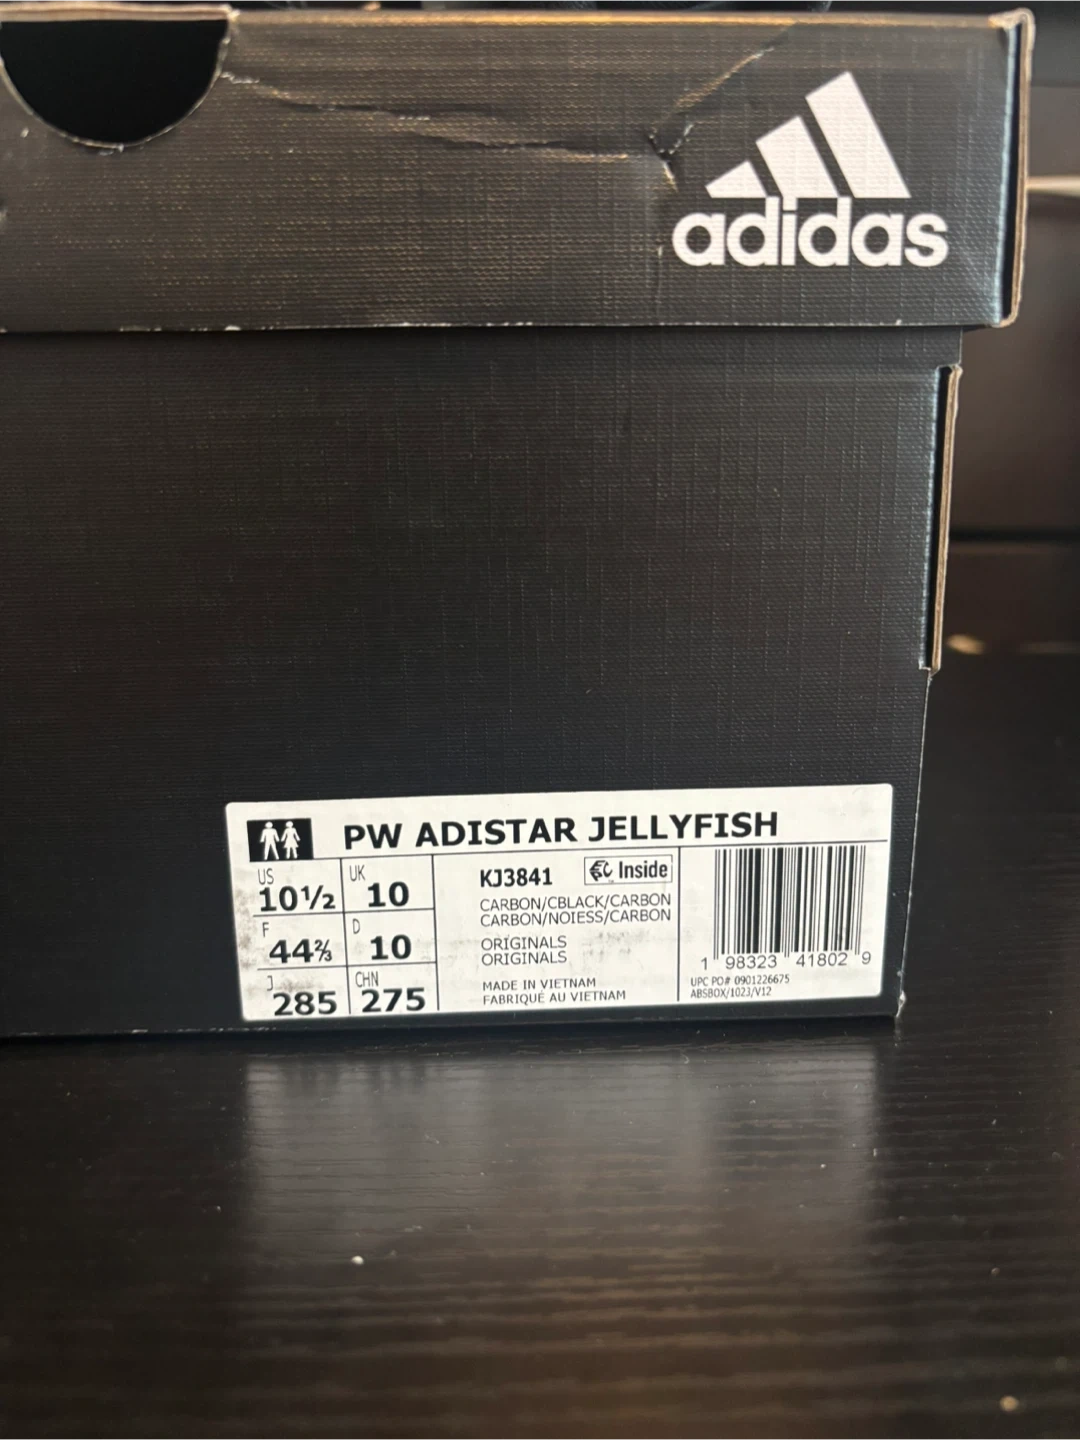 adidas
PW ADISTAR JELLYFISH
US
10½
UK
10
F
44⅔
D
10
J
285
CHN
275
KJ3841
Inside
CARBON/CBLACK/CARBON
CARBON/NOIESS/CARBON
ORIGINALS
ORIGINALS
MADE IN VIETNAM
FABRIQUÉ AU VIETNAM
1 98323 41802 9
UPC PO# 0901226675
ABSBOX/1023/V12